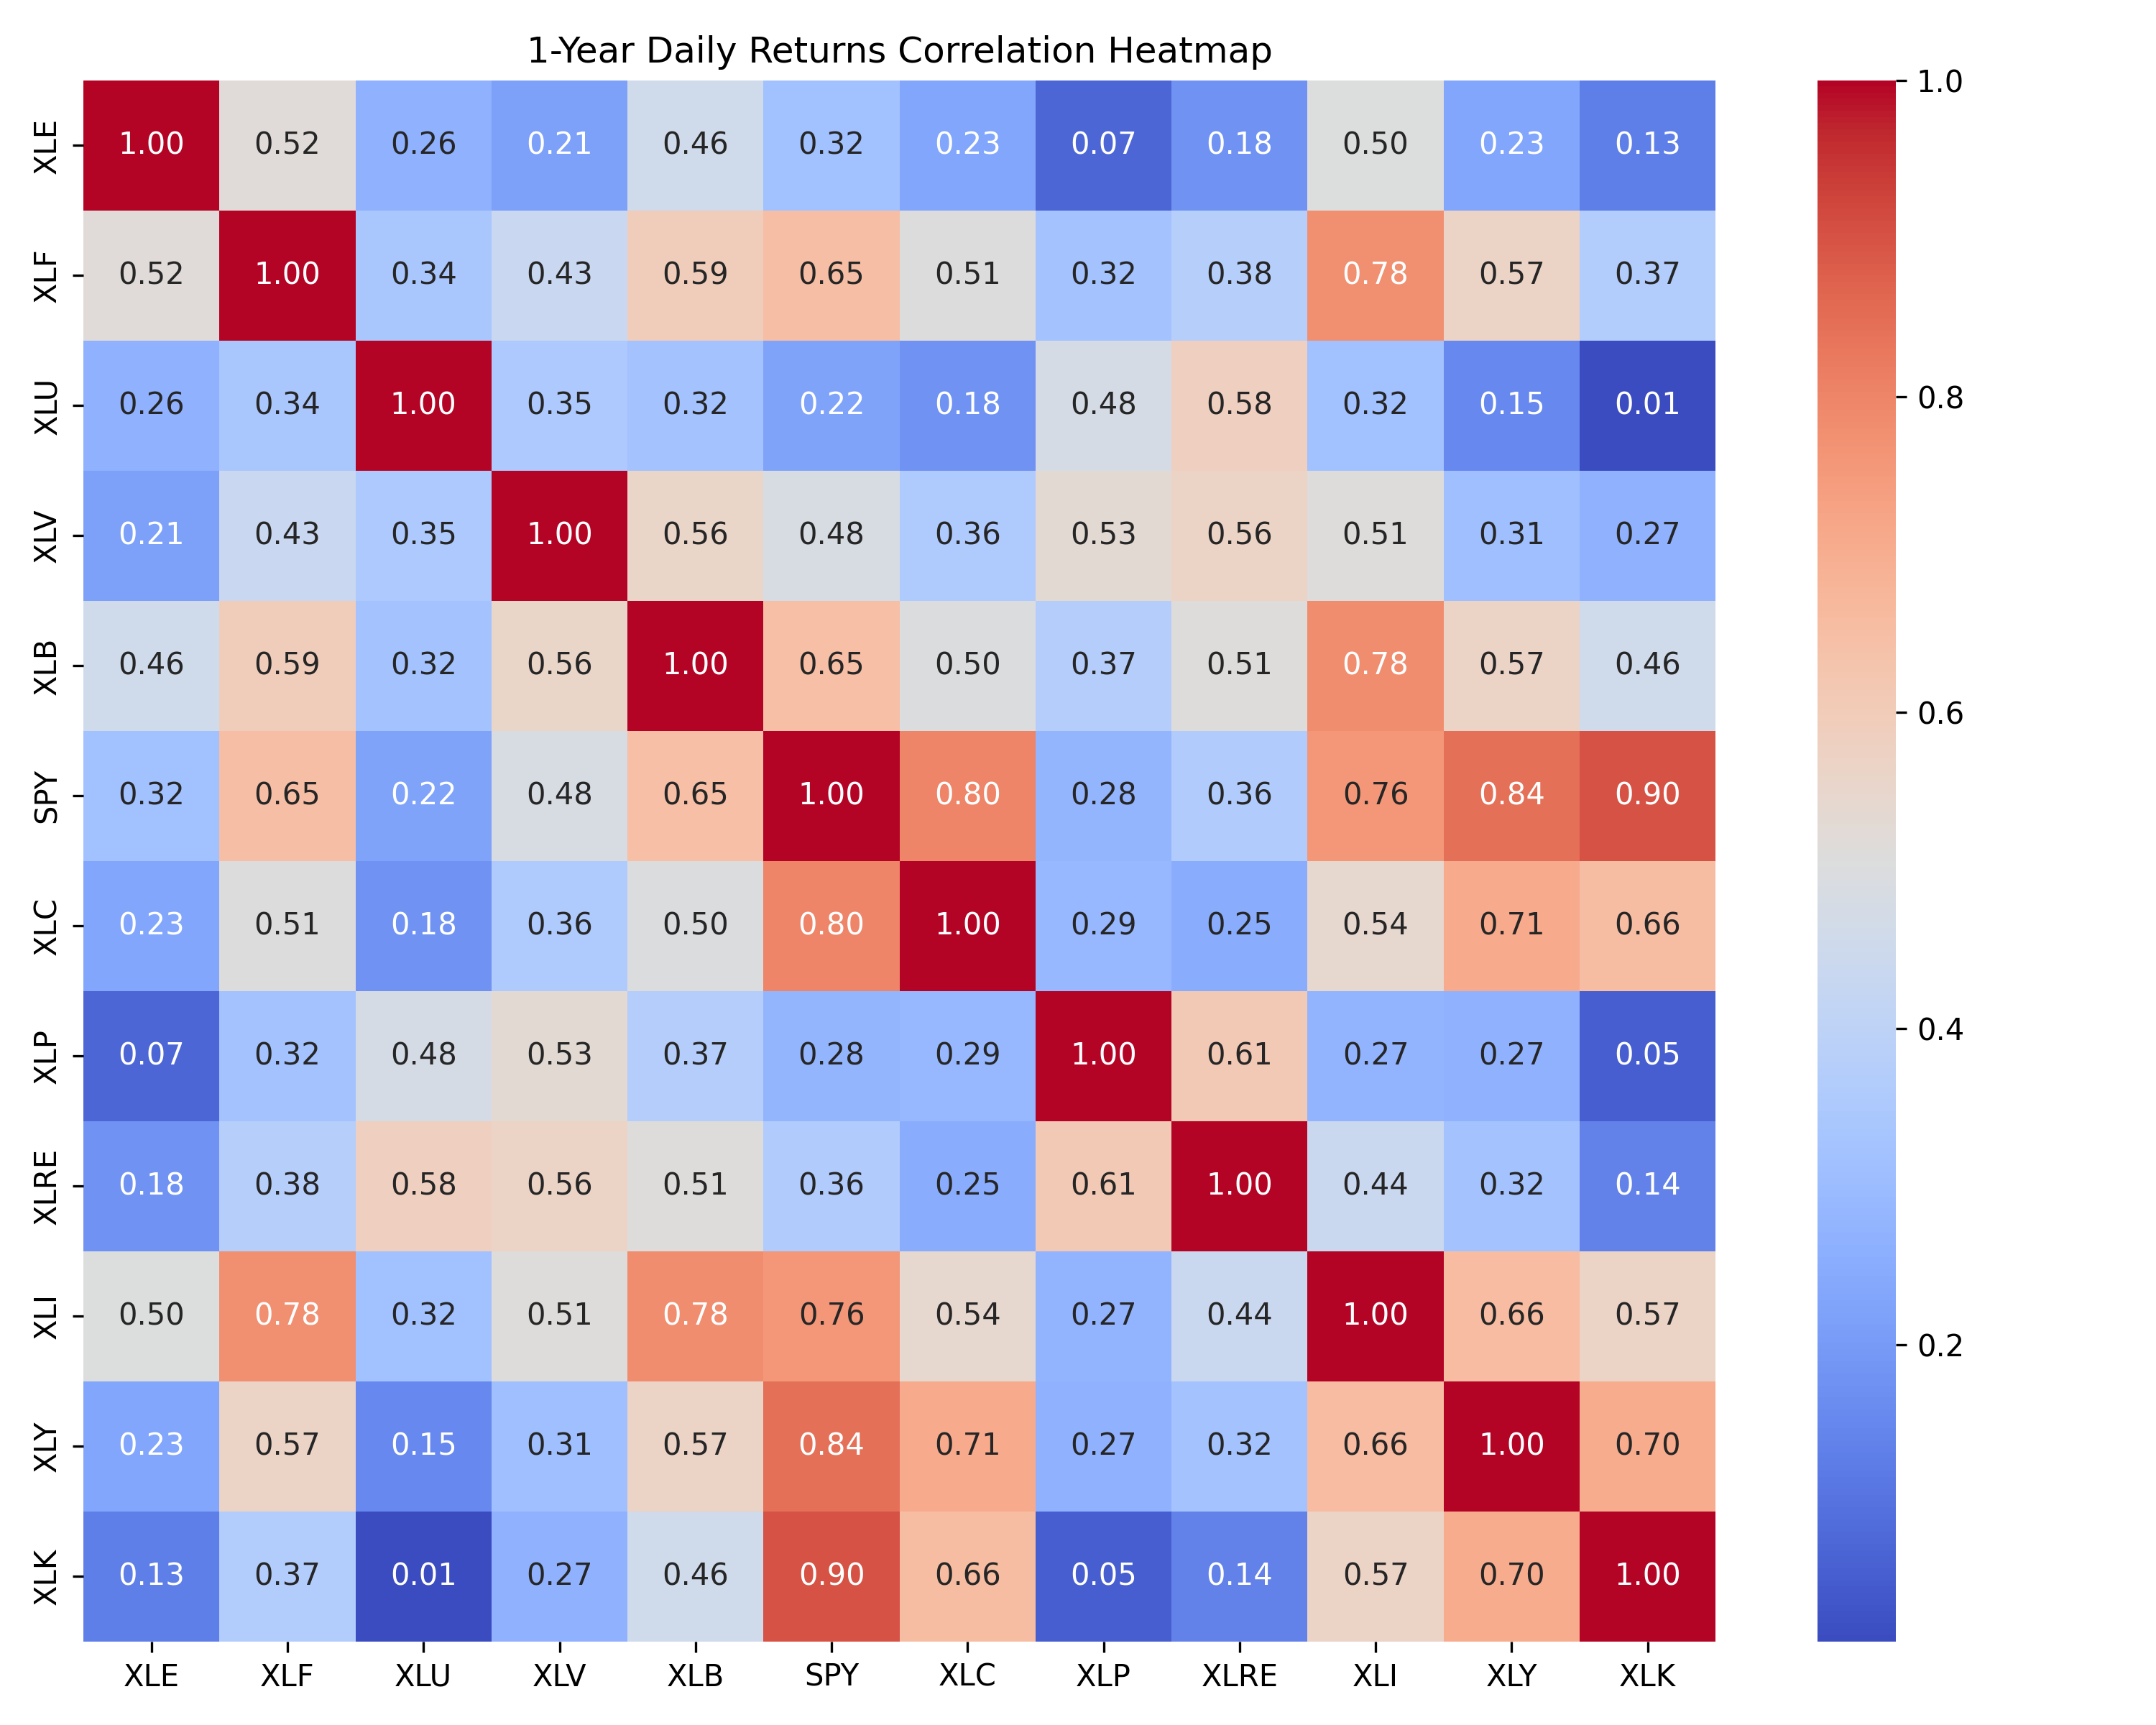 1-Year Daily Returns Correlation Heatmap
XLE 1.00 0.52 0.26 0.21 0.46 0.32 0.23 0.07 0.18 0.50 0.23 0.13
XLF 0.52 1.00 0.34 0.43 0.59 0.65 0.51 0.32 0.38 0.78 0.57 0.37
XLU 0.26 0.34 1.00 0.35 0.32 0.22 0.18 0.48 0.58 0.32 0.15 0.01
XLV 0.21 0.43 0.35 1.00 0.56 0.48 0.36 0.53 0.56 0.51 0.31 0.27
XLB 0.46 0.59 0.32 0.56 1.00 0.65 0.50 0.37 0.51 0.78 0.57 0.46
SPY 0.32 0.65 0.22 0.48 0.65 1.00 0.80 0.28 0.36 0.76 0.84 0.90
XLC 0.23 0.51 0.18 0.36 0.50 0.80 1.00 0.29 0.25 0.54 0.71 0.66
XLP 0.07 0.32 0.48 0.53 0.37 0.28 0.29 1.00 0.61 0.27 0.27 0.05
XLRE 0.18 0.38 0.58 0.56 0.51 0.36 0.25 0.61 1.00 0.44 0.32 0.14
XLI 0.50 0.78 0.32 0.51 0.78 0.76 0.54 0.27 0.44 1.00 0.66 0.57
XLY 0.23 0.57 0.15 0.31 0.57 0.84 0.71 0.27 0.32 0.66 1.00 0.70
XLK 0.13 0.37 0.01 0.27 0.46 0.90 0.66 0.05 0.14 0.57 0.70 1.00
XLE XLF XLU XLV XLB SPY XLC XLP XLRE XLI XLY XLK
1.0
0.8
0.6
0.4
0.2